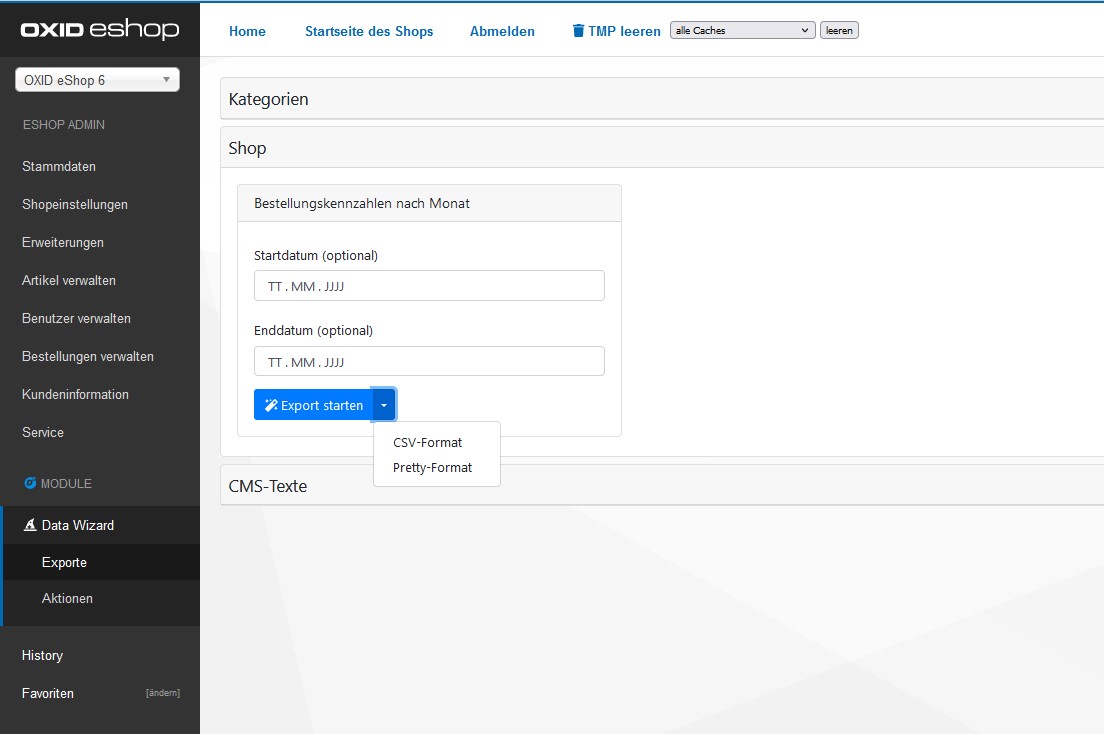 OXID eshop
Home
Startseite des Shops
Abmelden
TMP leeren
alle Caches
leeren
OXID eShop 6
ESHOP ADMIN
Stammdaten
Shopeinstellungen
Erweiterungen
Artikel verwalten
Benutzer verwalten
Bestellungen verwalten
Kundeninformation
Service
MODULE
Data Wizard
Exporte
Aktionen
History
Favoriten
[ändern]
Kategorien
Shop
Bestellungskennzahlen nach Monat
Startdatum (optional)
TT . MM . JJJJ
Enddatum (optional)
TT . MM . JJJJ
Export starten
CSV-Format
Pretty-Format
CMS-Texte